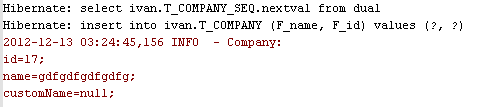 Hibernate: select ivan.T_COMPANY_SEQ.nextval from dual
Hibernate: insert into ivan.T_COMPANY (F_name, F_id) values (?, ?)
2012-12-13 03:24:45,156 INFO  - Company:
id=17;
name=gdfgdfgdfgdfg;
customName=null;